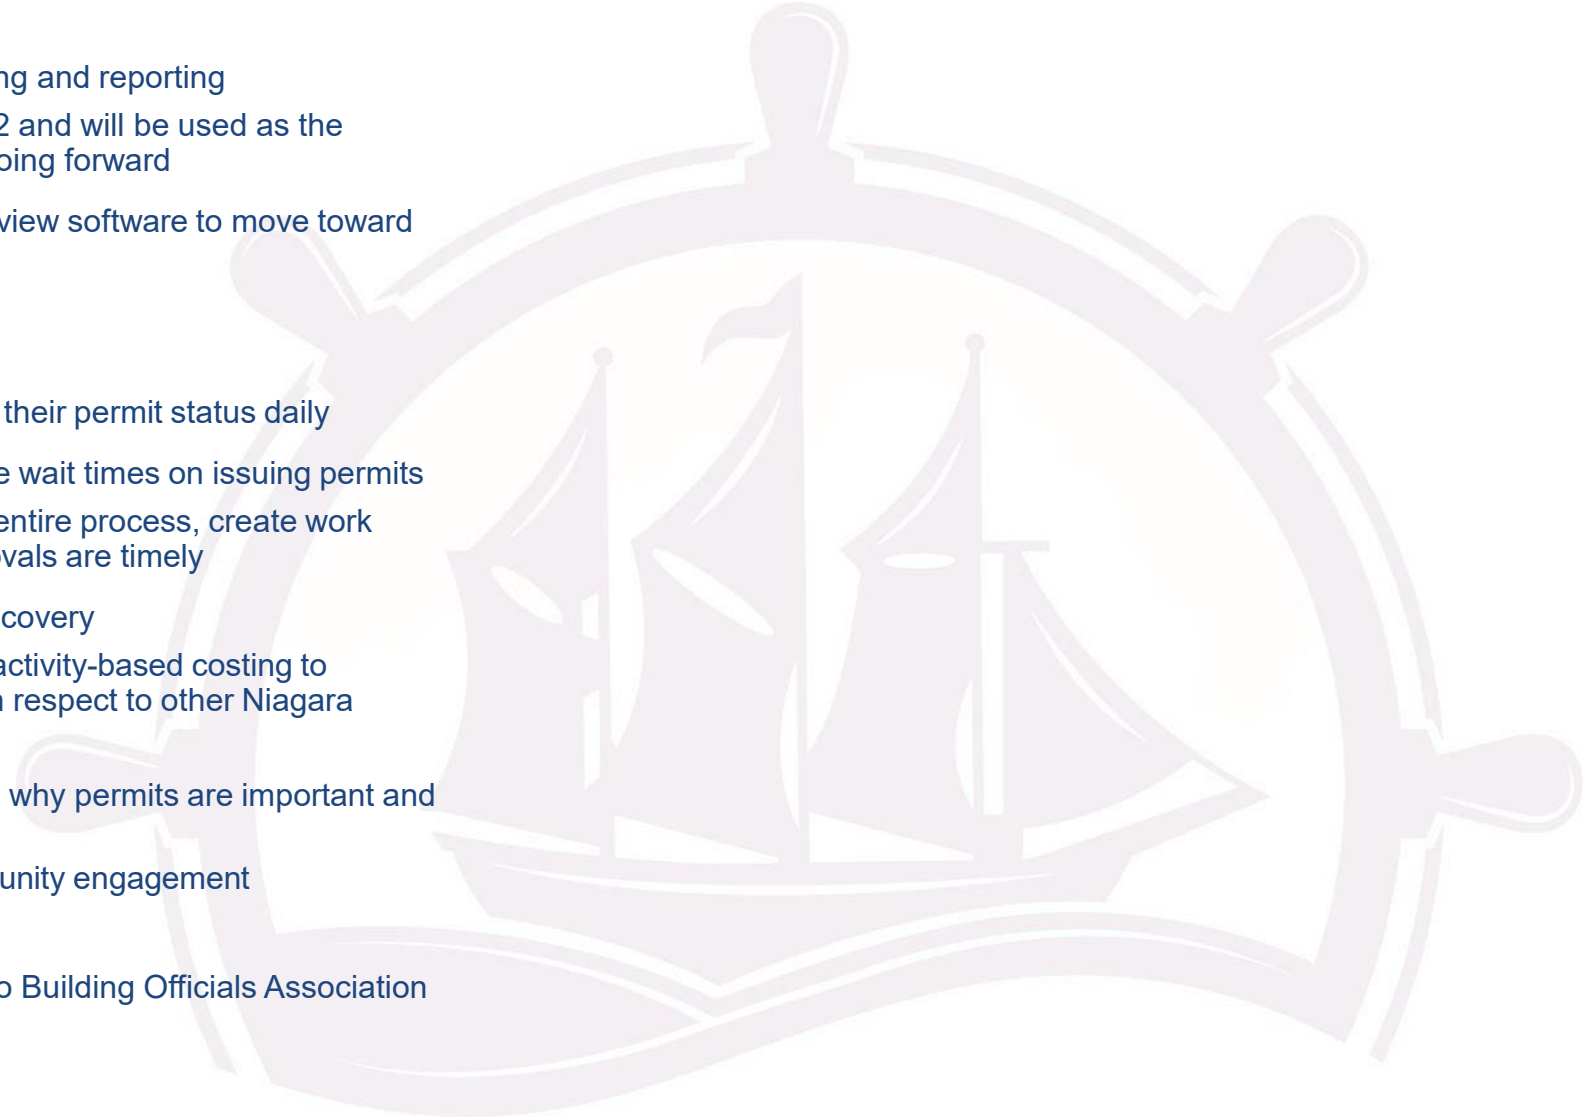 ng and reporting
2 and will be used as the
oing forward
view software to move toward
their permit status daily
e wait times on issuing permits
entire process, create work
ovals are timely
covery
activity-based costing to
n respect to other Niagara
why permits are important and
unity engagement
o Building Officials Association